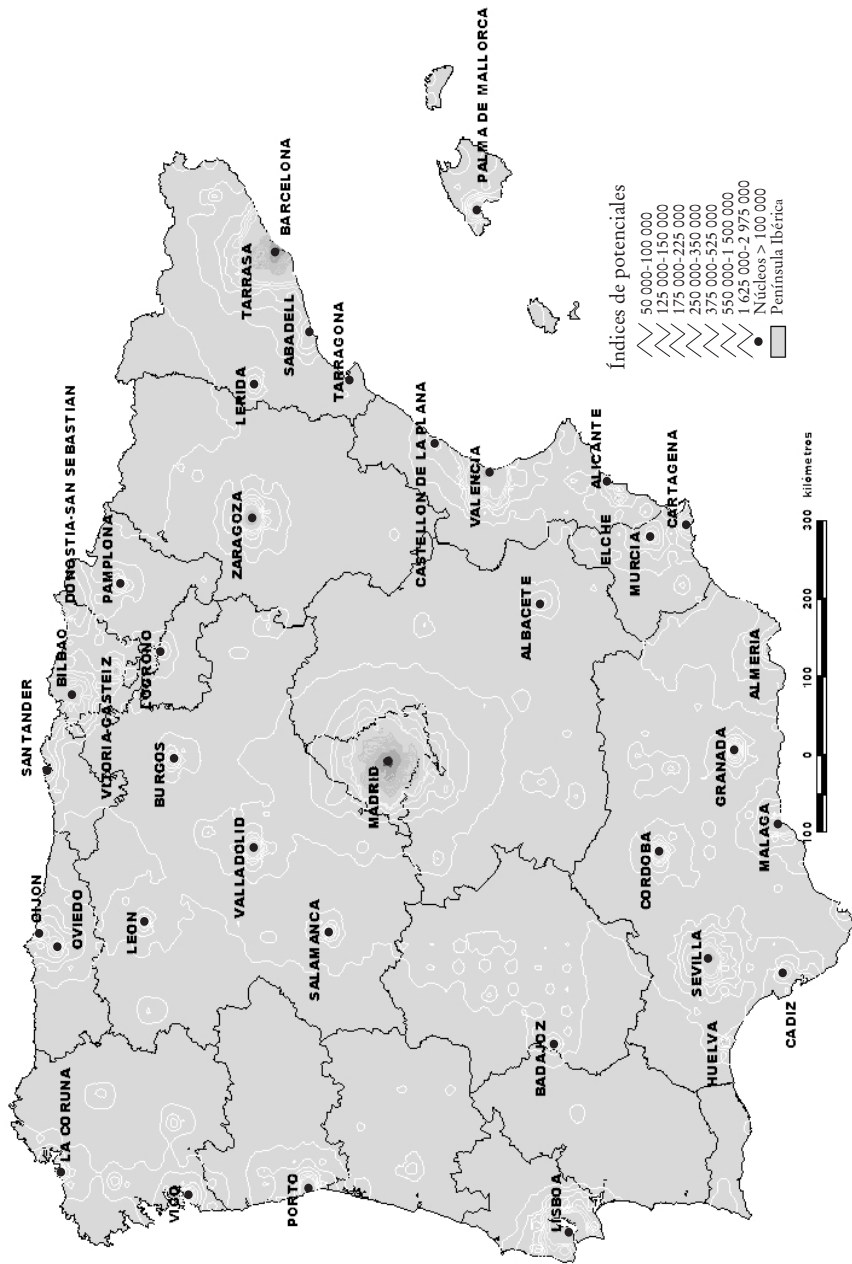 SANTANDER
GIJON
OVIEDO
LA CORUNA
BILBAO
DONOSTIA-SAN SEBASTIAN
VITORIA-GASTEIZ
PAMPLONA
LOGROÑO
BURGOS
LEON
VIGO
VALLADOLID
ZARAGOZA
LERIDA
TARRASA
BARCELONA
SABADELL
TARRAGONA
SALAMANCA
PORTO
MADRID
CASTELLON DE LA PLANA
VALENCIA
PALMA DE MALLORCA
ALBACETE
BADAJOZ
LISBOA
ALICANTE
ELCHE
MURCIA
CARTAGENA
CORDOBA
SEVILLA
HUELVA
GRANADA
ALMERIA
MALAGA
CADIZ
Índices de potenciales
50 000-100 000
125 000-150 000
175 000-225 000
250 000-350 000
375 000-525 000
550 000-1 500 000
1 625 000-2 975 000
Núcleos > 100 000
Península Ibérica
100 0 100 200 300
kilómetros